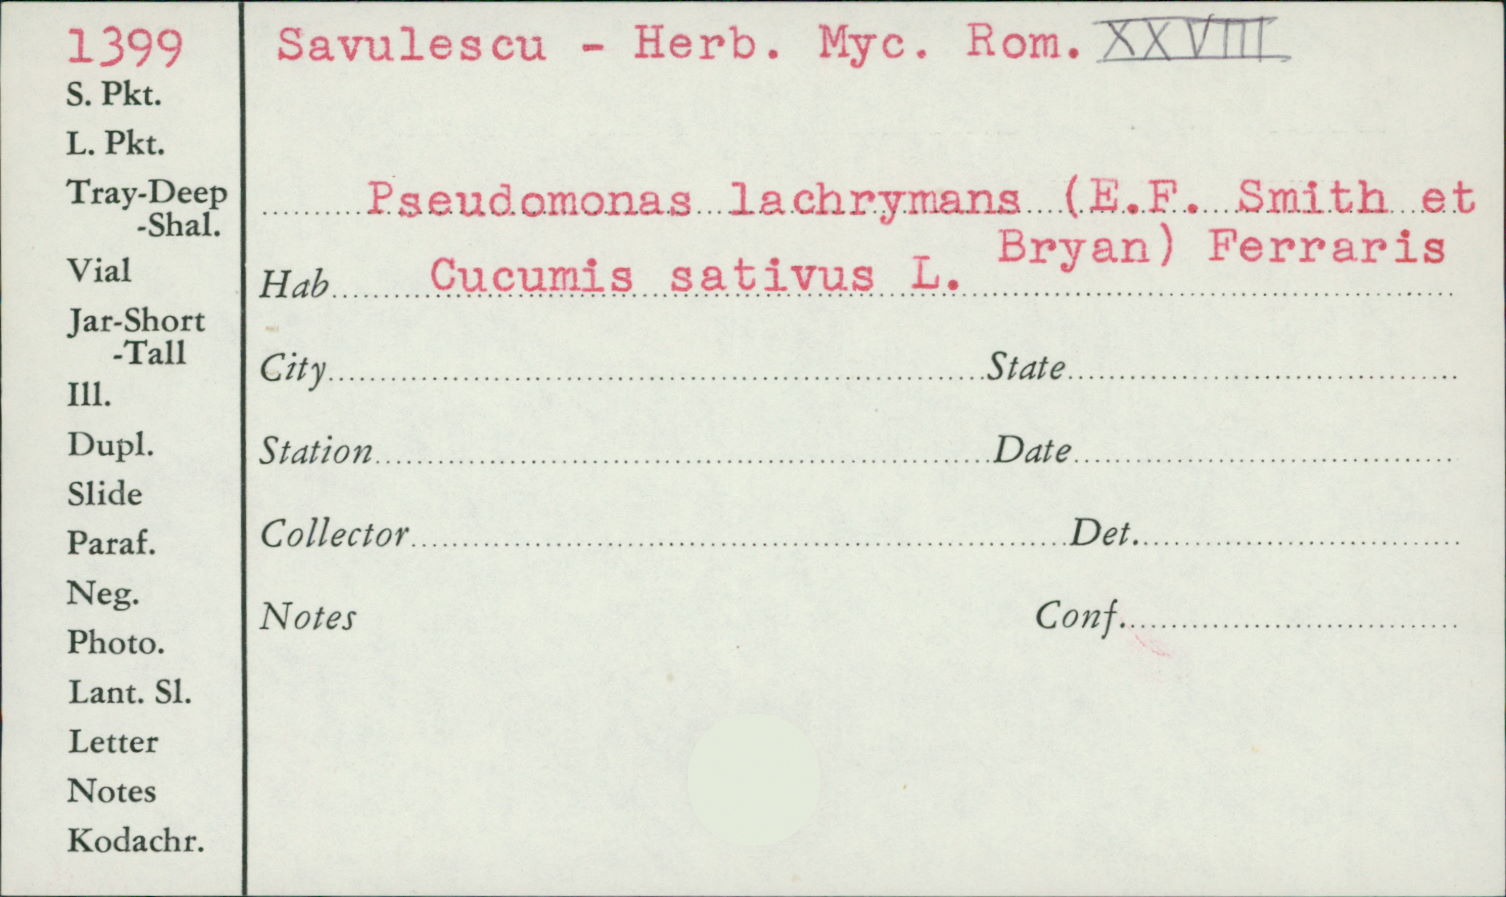 1399
S. Pkt.
L. Pkt.
Tray-Deep
-Shal.
Vial
Jar-Short
-Tall
Ill.
Dupl.
Slide
Paraf.
Neg.
Photo.
Lant. Sl.
Letter
Notes
Kodachr.
Savulescu - Herb. Myc. Rom. XXVIII
Pseudomonas lachrymans (E.F. Smith et
Bryan) Ferraris
Hab Cucumis sativus L.
City State
Station Date
Collector Det.
Notes Conf.